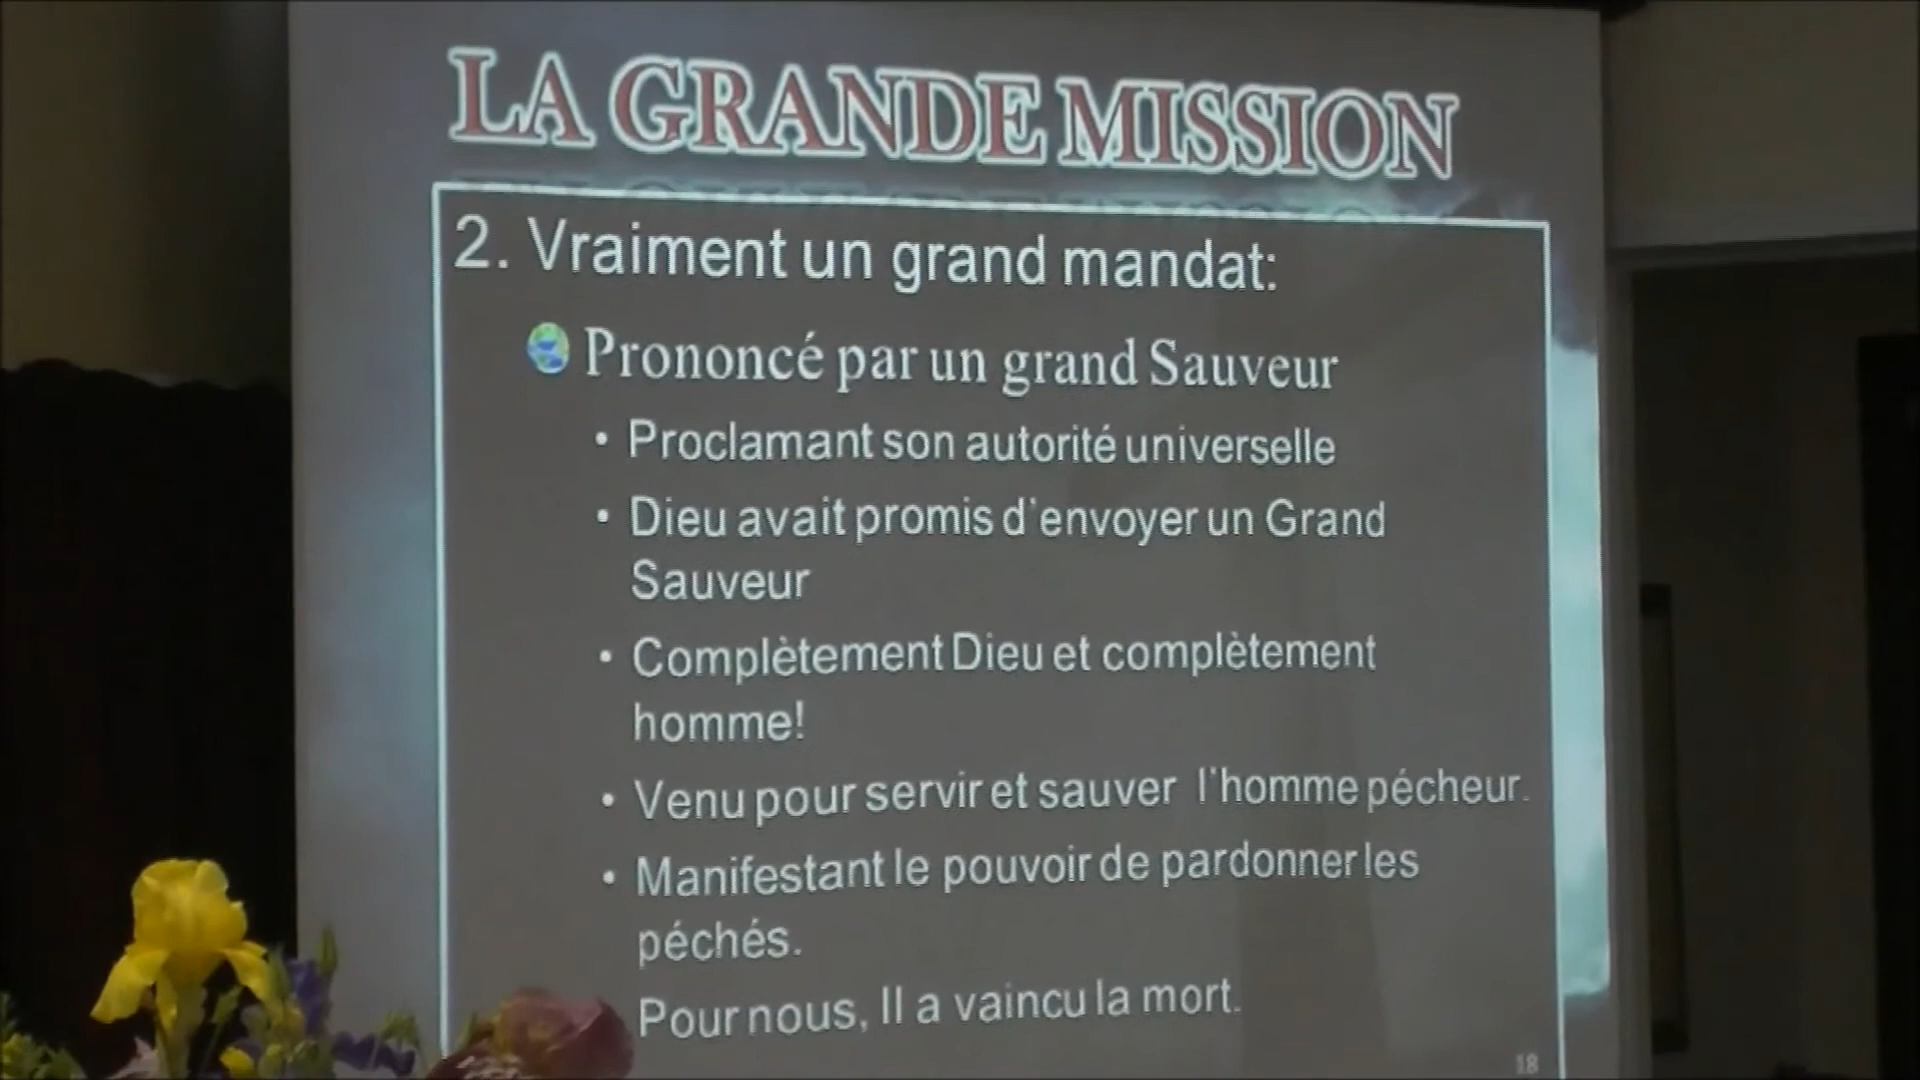 LA GRANDE MISSION
2. Vraiment un grand mandat:
Prononcé par un grand Sauveur
• Proclamant son autorité universelle
• Dieu avait promis d'envoyer un Grand
Sauveur
• Complètement Dieu et complètement
homme!
• Venu pour servir et sauver l'homme pécheur.
• Manifestant le pouvoir de pardonner les
péchés.
Pour nous, Il a vaincu la mort.
18